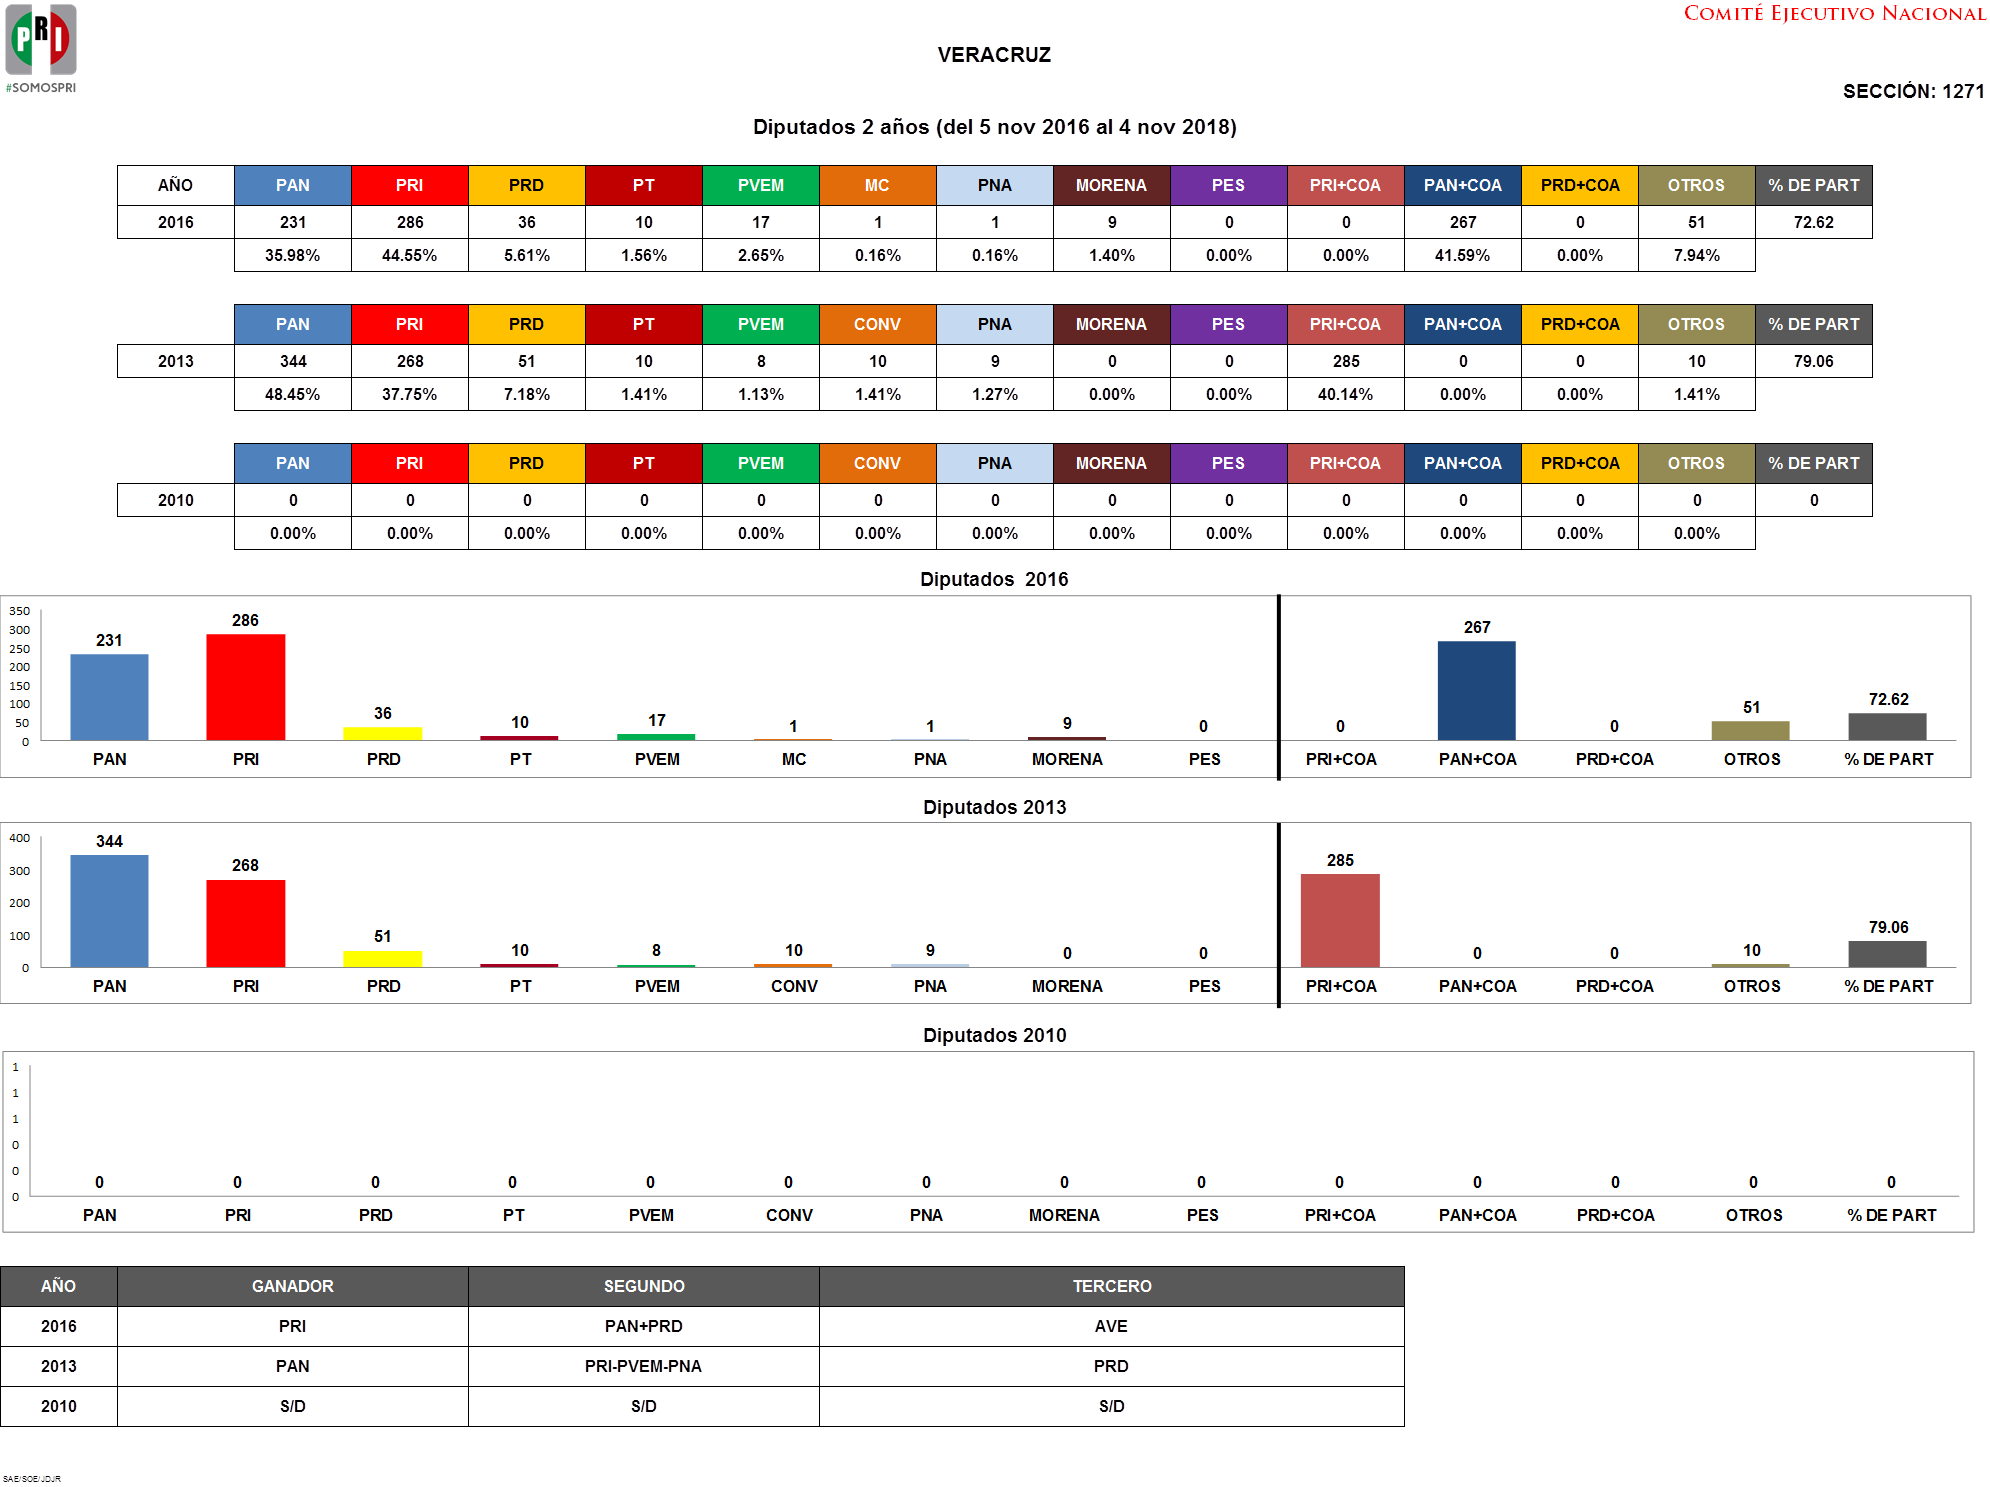 PRI
#SOMOSPRI
COMITÉ EJECUTIVO NACIONAL
VERACRUZ
SECCIÓN: 1271
Diputados 2 años (del 5 nov 2016 al 4 nov 2018)
AÑO PAN PRI PRD PT PVEM MC PNA MORENA PES PRI+COA PAN+COA PRD+COA OTROS % DE PART
2016 231 286 36 10 17 1 1 9 0 0 267 0 51 72.62
35.98% 44.55% 5.61% 1.56% 2.65% 0.16% 0.16% 1.40% 0.00% 0.00% 41.59% 0.00% 7.94%
PAN PRI PRD PT PVEM CONV PNA MORENA PES PRI+COA PAN+COA PRD+COA OTROS % DE PART
2013 344 268 51 10 8 10 9 0 0 285 0 0 10 79.06
48.45% 37.75% 7.18% 1.41% 1.13% 1.41% 1.27% 0.00% 0.00% 40.14% 0.00% 0.00% 1.41%
PAN PRI PRD PT PVEM CONV PNA MORENA PES PRI+COA PAN+COA PRD+COA OTROS % DE PART
2010 0 0 0 0 0 0 0 0 0 0 0 0 0 0
0.00% 0.00% 0.00% 0.00% 0.00% 0.00% 0.00% 0.00% 0.00% 0.00% 0.00% 0.00% 0.00%
Diputados 2016
350
300
250
200
150
100
50
0
231 286 36 10 17 1 1 9 0 0 267 0 51 72.62
PAN PRI PRD PT PVEM MC PNA MORENA PES PRI+COA PAN+COA PRD+COA OTROS % DE PART
Diputados 2013
400
300
200
100
0
344 268 51 10 8 10 9 0 0 285 0 0 10 79.06
PAN PRI PRD PT PVEM CONV PNA MORENA PES PRI+COA PAN+COA PRD+COA OTROS % DE PART
Diputados 2010
1
1
1
0
0
0
0 0 0 0 0 0 0 0 0 0 0 0 0 0
PAN PRI PRD PT PVEM CONV PNA MORENA PES PRI+COA PAN+COA PRD+COA OTROS % DE PART
AÑO GANADOR SEGUNDO TERCERO
2016 PRI PAN+PRD AVE
2013 PAN PRI-PVEM-PNA PRD
2010 S/D S/D S/D
SAE/SOE/JDJR